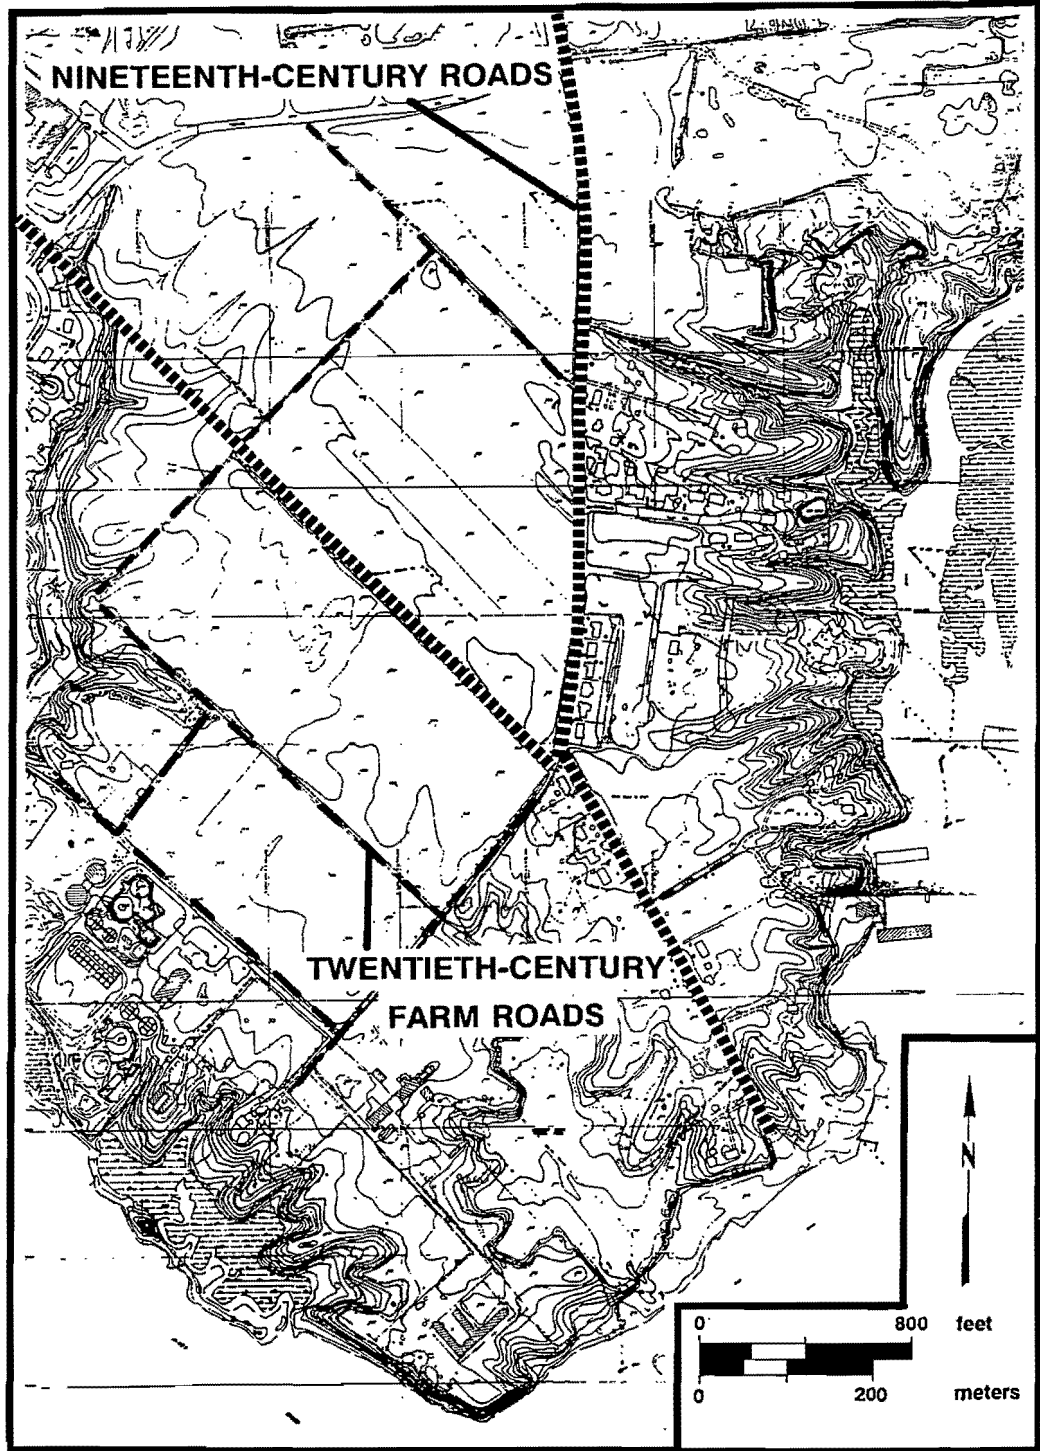 NINETEENTH-CENTURY ROADS
TWENTIETH-CENTURY
FARM ROADS
N
0 800 feet
0 200 meters